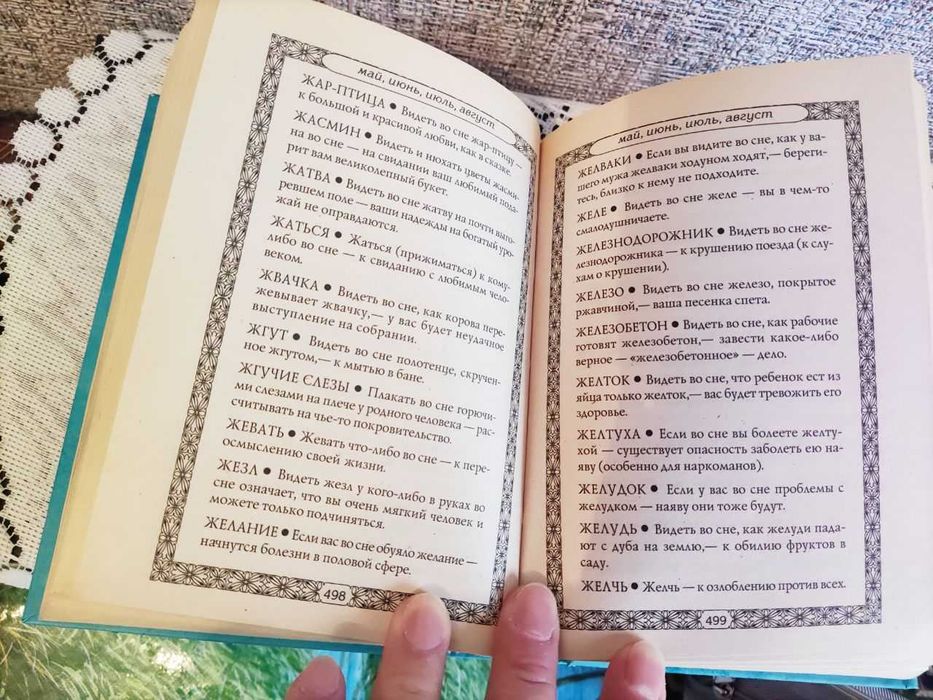 май, июнь, июль, август
ЖАР-ПТИЦА ● Видеть во сне жар-птицу —
к большой и красивой любви, как в сказке.
ЖАСМИН ● Видеть и нюхать цветы жасми-
на во сне — на свидании ваш любимый пода-
рит вам великолепный букет.
ЖАТВА ● Видеть во сне жатву на почти выго-
ревшем поле — ваши надежды на богатый уро-
жай не оправдаются.
ЖАТЬСЯ ● Жаться (прижиматься) к кому-
либо во сне — к свиданию с любимым чело-
веком.
ЖВАЧКА ● Видеть во сне, как корова пере-
жевывает жвачку,— у вас будет неудачное
выступление на собрании.
ЖГУТ ● Видеть во сне полотенце, скручен-
ное жгутом,— к мытью в бане.
ЖГУЧИЕ СЛЕЗЫ ● Плакать во сне горючи-
ми слезами на плече у родного человека — рас-
считывать на чье-то покровительство.
ЖЕВАТЬ ● Жевать что-либо во сне — к пере-
осмыслению своей жизни.
ЖЕЗЛ ● Видеть жезл у кого-либо в руках во
сне означает, что вы очень мягкий человек и
можете только подчиняться.
ЖЕЛАНИЕ ● Если вас во сне обуяло желание —
начнутся болезни в половой сфере.
498
май, июнь, июль, август
ЖЕЛВАКИ ● Если вы видите во сне, как у ва-
шего мужа желваки ходуном ходят,— береги-
тесь, близко к нему не подходите.
ЖЕЛЕ ● Видеть во сне желе — вы в чем-то
смалодушничаете.
ЖЕЛЕЗНОДОРОЖНИК ● Видеть во сне же-
лезнодорожника — к крушению поезда (к слу-
хам о крушении).
ЖЕЛЕЗО ● Видеть во сне железо, покрытое
ржавчиной,— ваша песенка спета.
ЖЕЛЕЗОБЕТОН ● Видеть во сне, как рабочие
готовят железобетон,— завести какое-либо
верное — «железобетонное» — дело.
ЖЕЛТОК ● Видеть во сне, что ребенок ест из
яйца только желток,— вас будет тревожить его
здоровье.
ЖЕЛТУХА ● Если во сне вы болеете желту-
хой — существует опасность заболеть ею на-
яву (особенно для наркоманов).
ЖЕЛУДОК ● Если у вас во сне проблемы с
желудком — наяву они тоже будут.
ЖЕЛУДЬ ● Видеть во сне, как желуди пада-
ют с дуба на землю,— к обилию фруктов в
саду.
ЖЕЛЧЬ ● Желчь — к озлоблению против всех.
499